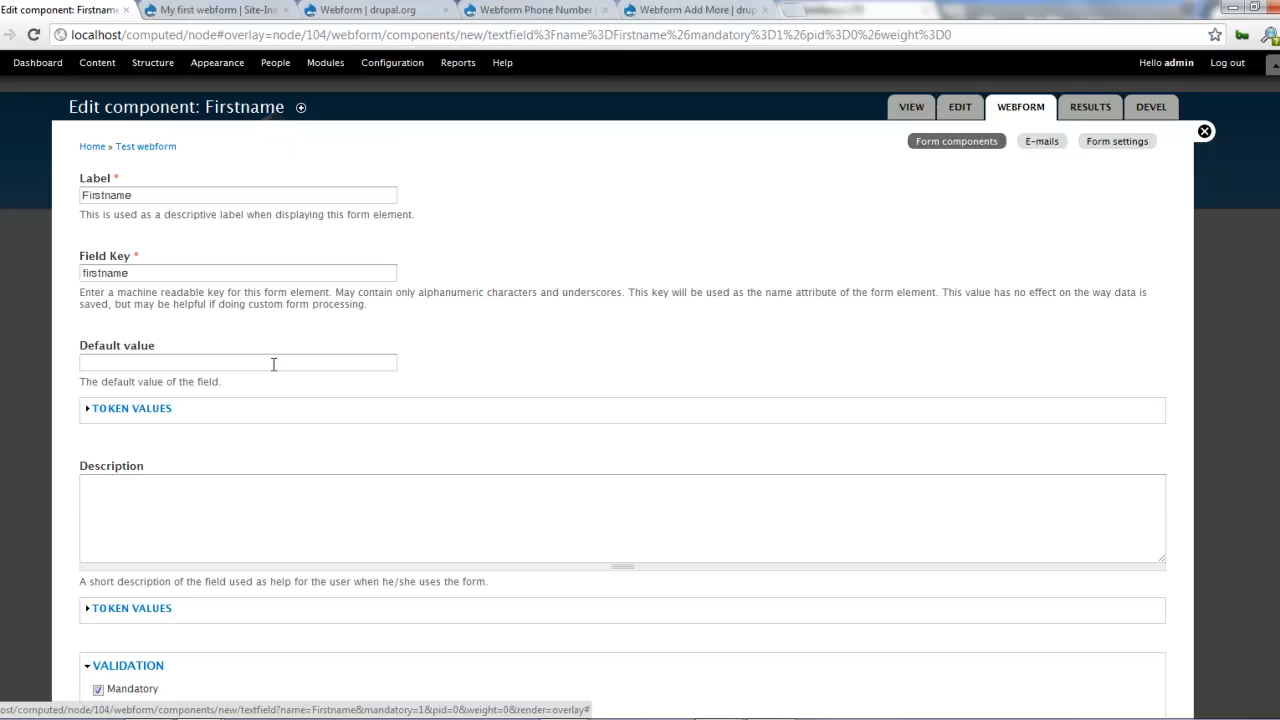 Edit component: Firstname
My first webform | Site-Ins
Webform | drupal.org
Webform Phone Number
Webform Add More | drup
localhost/computed/node#overlay=node/104/webform/components/new/textfield%3Fname%3DFirstname%26mandatory%3D1%26pid%3D0%26weight%3D0
Dashboard Content Structure Appearance People Modules Configuration Reports Help Hello admin Log out
Edit component: Firstname VIEW EDIT WEBFORM RESULTS DEVEL
Home » Test webform Form components E-mails Form settings
Label *
Firstname
This is used as a descriptive label when displaying this form element.
Field Key *
firstname
Enter a machine readable key for this form element. May contain only alphanumeric characters and underscores. This key will be used as the name attribute of the form element. This value has no effect on the way data is
saved, but may be helpful if doing custom form processing.
Default value
The default value of the field.
TOKEN VALUES
Description
A short description of the field used as help for the user when he/she uses the form.
TOKEN VALUES
VALIDATION
Mandatory
ost/computed/node/104/webform/components/new/textfield?name=Firstname&mandatory=1&pid=0&weight=0&render=overlay#